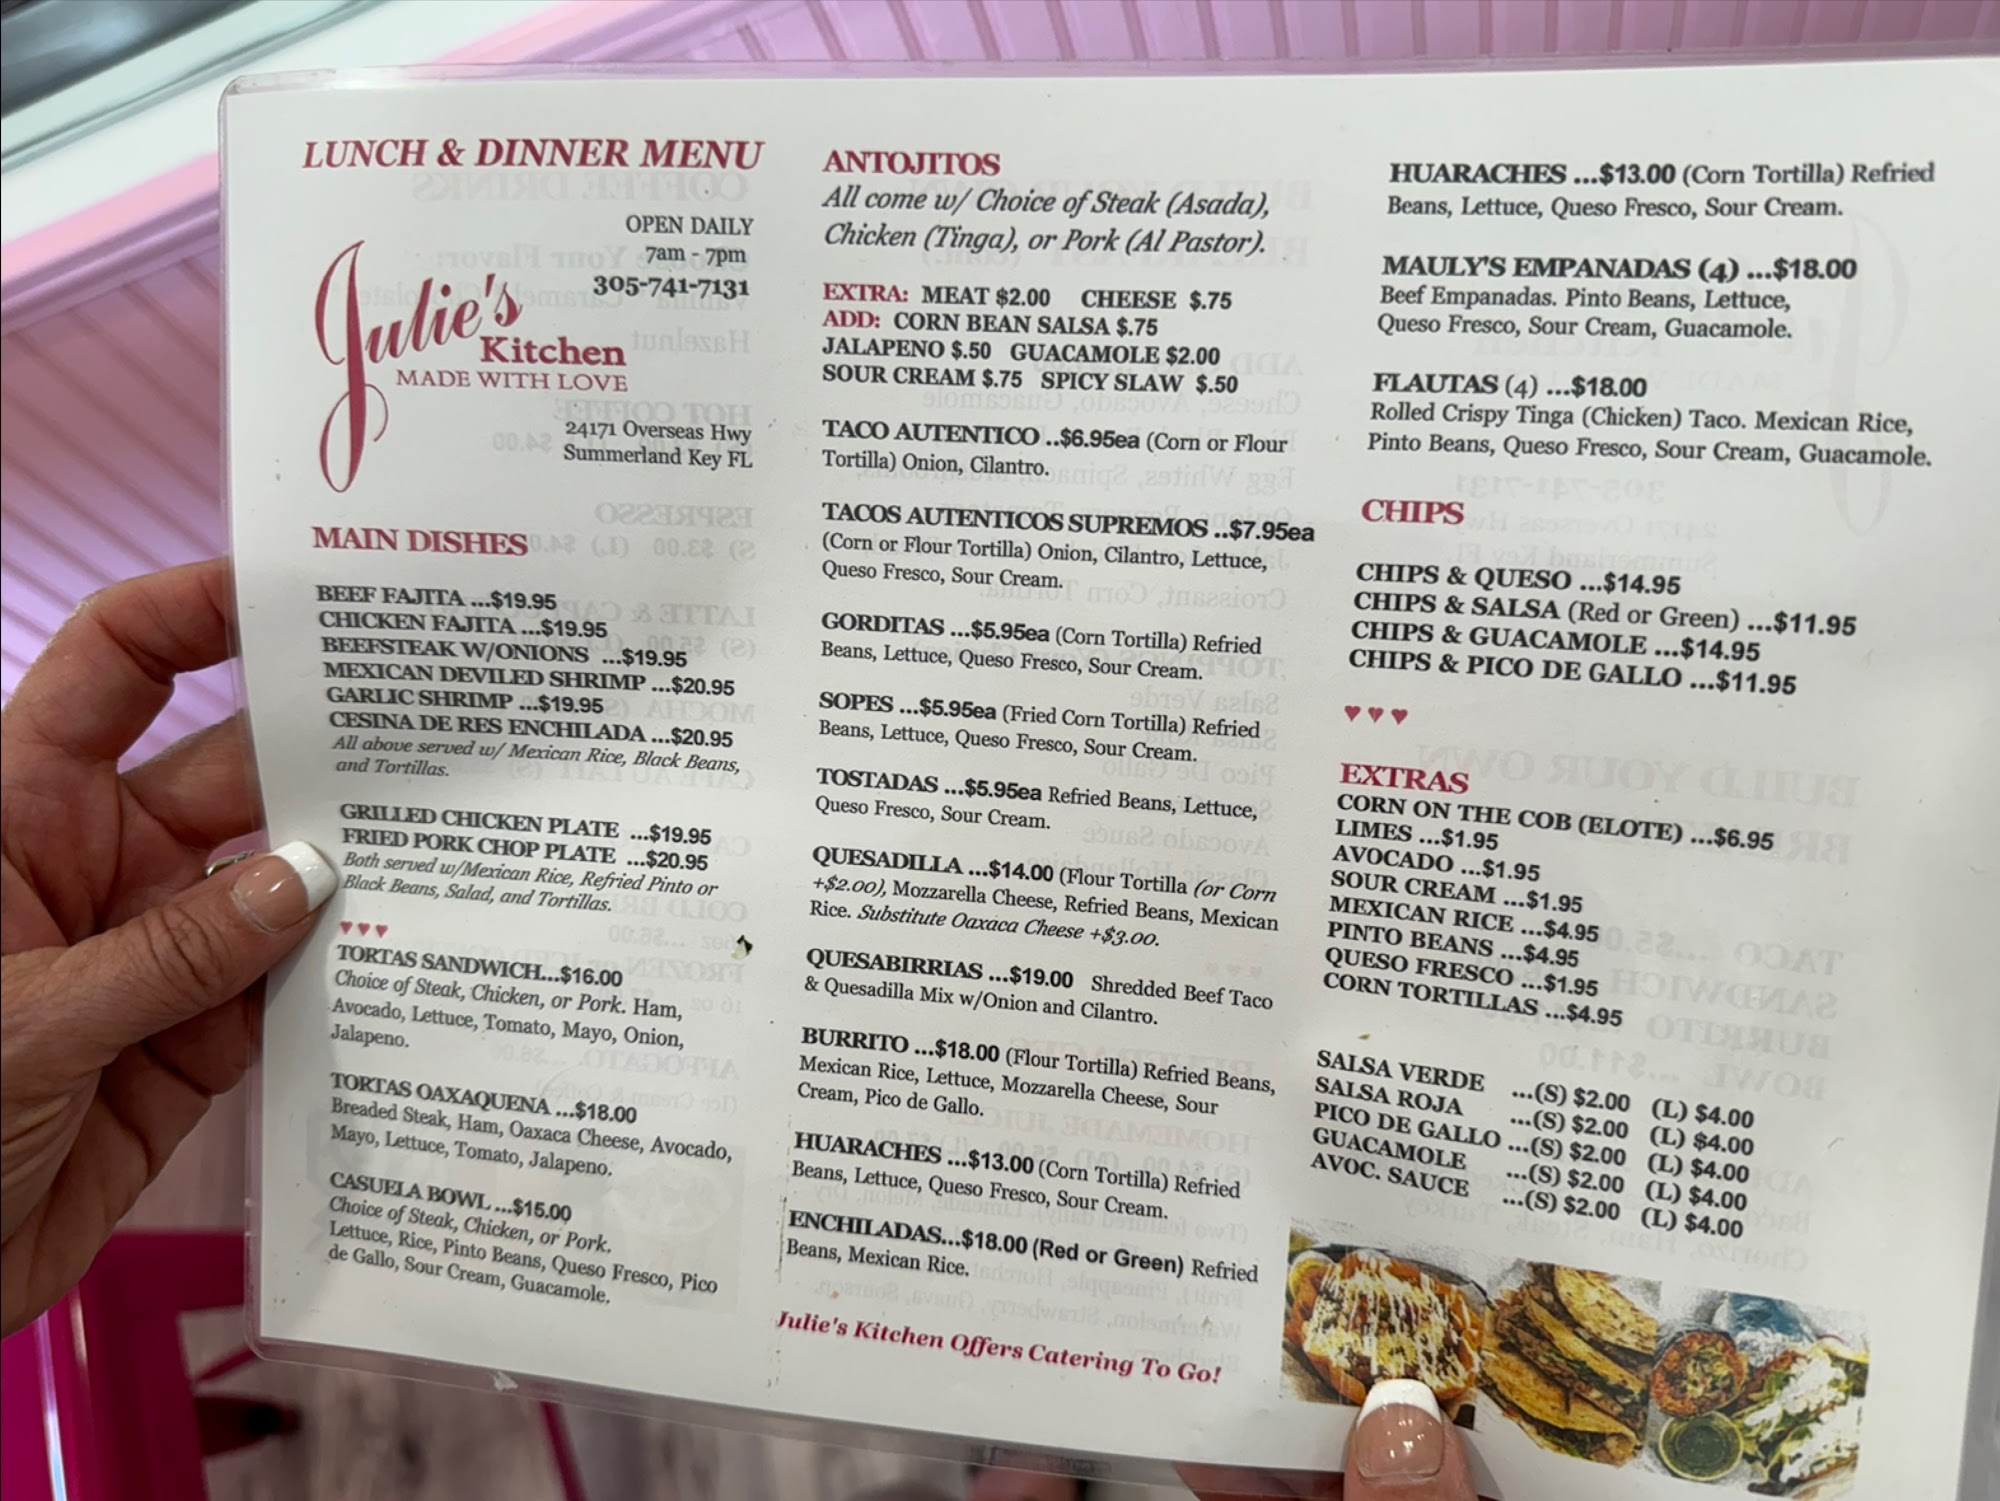 LUNCH & DINNER MENU
OPEN DAILY
7am - 7pm
305-741-7131
Julie's
Kitchen
MADE WITH LOVE
24171 Overseas Hwy
Summerland Key FL
MAIN DISHES
BEEF FAJITA ...$19.95
CHICKEN FAJITA ...$19.95
BEEFSTEAK W/ONIONS ...$19.95
MEXICAN DEVILED SHRIMP ...$20.95
GARLIC SHRIMP ...$19.95
CESINA DE RES ENCHILADA ...$20.95
All above served w/ Mexican Rice, Black Beans,
and Tortillas.
GRILLED CHICKEN PLATE ...$19.95
FRIED PORK CHOP PLATE ...$20.95
Both served w/Mexican Rice, Refried Pinto or
Black Beans, Salad, and Tortillas.
TORTAS SANDWICH...$16.00
Choice of Steak, Chicken, or Pork. Ham,
Avocado, Lettuce, Tomato, Mayo, Onion,
Jalapeno.
TORTAS OAXAQUENA ...$18.00
Breaded Steak, Ham, Oaxaca Cheese, Avocado,
Mayo, Lettuce, Tomato, Jalapeno.
CASUELA BOWL ...$15.00
Choice of Steak, Chicken, or Pork.
Lettuce, Rice, Pinto Beans, Queso Fresco, Pico
de Gallo, Sour Cream, Guacamole.
ANTOJITOS
All come w/ Choice of Steak (Asada),
Chicken (Tinga), or Pork (Al Pastor).
EXTRA: MEAT $2.00 CHEESE $.75
ADD: CORN BEAN SALSA $.75
JALAPENO $.50 GUACAMOLE $2.00
SOUR CREAM $.75 SPICY SLAW $.50
TACO AUTENTICO ..$6.95ea (Corn or Flour
Tortilla) Onion, Cilantro.
TACOS AUTENTICOS SUPREMOS ..$7.95ea
(Corn or Flour Tortilla) Onion, Cilantro, Lettuce,
Queso Fresco, Sour Cream.
GORDITAS ...$5.95ea (Corn Tortilla) Refried
Beans, Lettuce, Queso Fresco, Sour Cream.
SOPES ...$5.95ea (Fried Corn Tortilla) Refried
Beans, Lettuce, Queso Fresco, Sour Cream.
TOSTADAS ...$5.95ea Refried Beans, Lettuce,
Queso Fresco, Sour Cream.
QUESADILLA ...$14.00 (Flour Tortilla (or Corn
+$2.00), Mozzarella Cheese, Refried Beans, Mexican
Rice. Substitute Oaxaca Cheese +$3.00.
QUESABIRRIAS ...$19.00 Shredded Beef Taco
& Quesadilla Mix w/Onion and Cilantro.
BURRITO ...$18.00 (Flour Tortilla) Refried Beans,
Mexican Rice, Lettuce, Mozzarella Cheese, Sour
Cream, Pico de Gallo.
HUARACHES ...$13.00 (Corn Tortilla) Refried
Beans, Lettuce, Queso Fresco, Sour Cream.
ENCHILADAS...$18.00 (Red or Green) Refried
Beans, Mexican Rice.
Julie's Kitchen Offers Catering To Go!
HUARACHES ...$13.00 (Corn Tortilla) Refried
Beans, Lettuce, Queso Fresco, Sour Cream.
MAULY'S EMPANADAS (4) ...$18.00
Beef Empanadas. Pinto Beans, Lettuce,
Queso Fresco, Sour Cream, Guacamole.
FLAUTAS (4) ...$18.00
Rolled Crispy Tinga (Chicken) Taco. Mexican Rice,
Pinto Beans, Queso Fresco, Sour Cream, Guacamole.
CHIPS
CHIPS & QUESO ...$14.95
CHIPS & SALSA (Red or Green) ...$11.95
CHIPS & GUACAMOLE ...$14.95
CHIPS & PICO DE GALLO ...$11.95
EXTRAS
CORN ON THE COB (ELOTE) ...$6.95
LIMES ...$1.95
AVOCADO ...$1.95
SOUR CREAM ...$1.95
MEXICAN RICE ...$4.95
PINTO BEANS ...$4.95
QUESO FRESCO ...$1.95
CORN TORTILLAS ...$4.95
SALSA VERDE ...(S) $2.00 (L) $4.00
SALSA ROJA ...(S) $2.00 (L) $4.00
PICO DE GALLO ...(S) $2.00 (L) $4.00
GUACAMOLE ...(S) $2.00 (L) $4.00
AVOC. SAUCE ...(S) $2.00 (L) $4.00